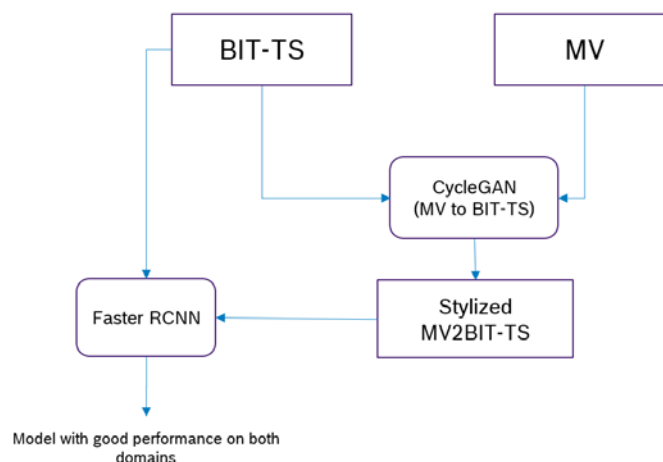 BIT-TS
MV
CycleGAN
(MV to BIT-TS)
Faster RCNN
Stylized
MV2BIT-TS
Model with good performance on both
domains